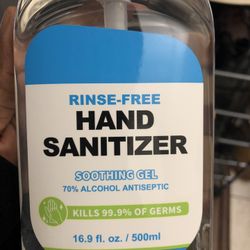 RINSE-FREE
HAND
SANITIZER
SOOTHING GEL
70% ALCOHOL ANTISEPTIC
KILLS 99.9% OF GERMS
16.9 fl. oz. / 500ml